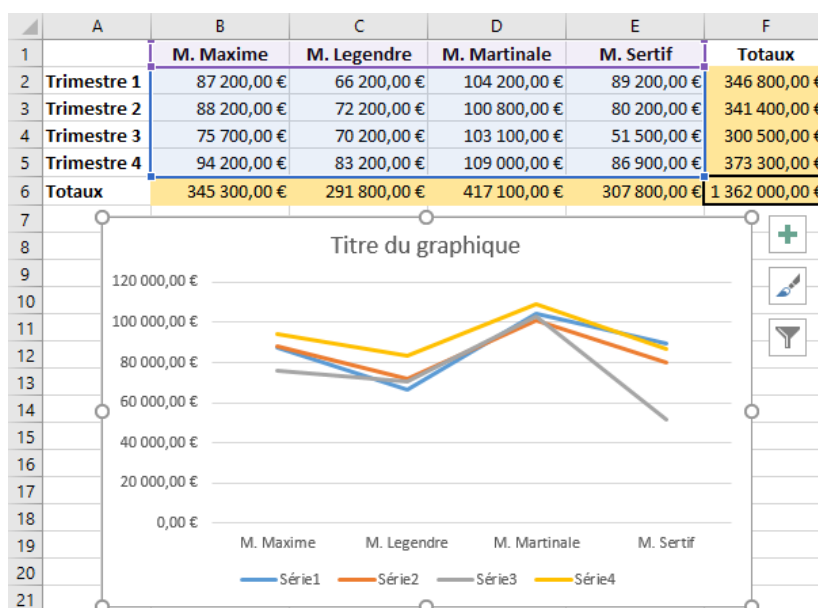 A B C D E F
1 M. Maxime M. Legendre M. Martinale M. Sertif Totaux
2 Trimestre 1 87 200,00 € 66 200,00 € 104 200,00 € 89 200,00 € 346 800,00 €
3 Trimestre 2 88 200,00 € 72 200,00 € 100 800,00 € 80 200,00 € 341 400,00 €
4 Trimestre 3 75 700,00 € 70 200,00 € 103 100,00 € 51 500,00 € 300 500,00 €
5 Trimestre 4 94 200,00 € 83 200,00 € 109 000,00 € 86 900,00 € 373 300,00 €
6 Totaux 345 300,00 € 291 800,00 € 417 100,00 € 307 800,00 € 1 362 000,00 €
7
8 Titre du graphique
9
120 000,00 €
10
11 100 000,00 €
12 80 000,00 €
13
14 60 000,00 €
15 40 000,00 €
16
17 20 000,00 €
18 0,00 €
19 M. Maxime M. Legendre M. Martinale M. Sertif
20 Série1 Série2 Série3 Série4
21